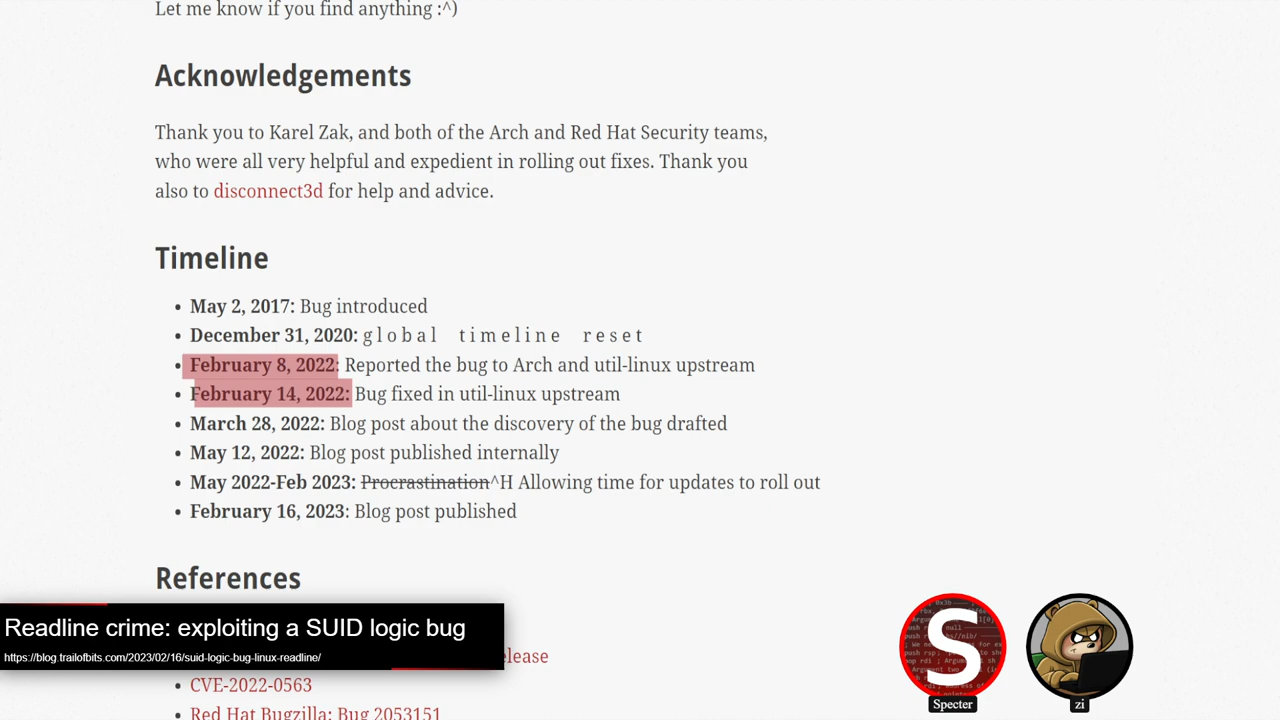 Let me know if you find anything :^)
Acknowledgements
Thank you to Karel Zak, and both of the Arch and Red Hat Security teams,
who were all very helpful and expedient in rolling out fixes. Thank you
also to disconnect3d for help and advice.
Timeline
• May 2, 2017: Bug introduced
• December 31, 2020: g l o b a l t i m e l i n e r e s e t
• February 8, 2022: Reported the bug to Arch and util-linux upstream
• February 14, 2022: Bug fixed in util-linux upstream
• March 28, 2022: Blog post about the discovery of the bug drafted
• May 12, 2022: Blog post published internally
• May 2022-Feb 2023: Procrastination^H Allowing time for updates to roll out
• February 16, 2023: Blog post published
References
Readline crime: exploiting a SUID logic bug
https://blog.trailofbits.com/2023/02/16/suid-logic-bug-linux-readline/
elease
• CVE-2022-0563
• Red Hat Bugzilla: Bug 2053151
S
Specter
zi